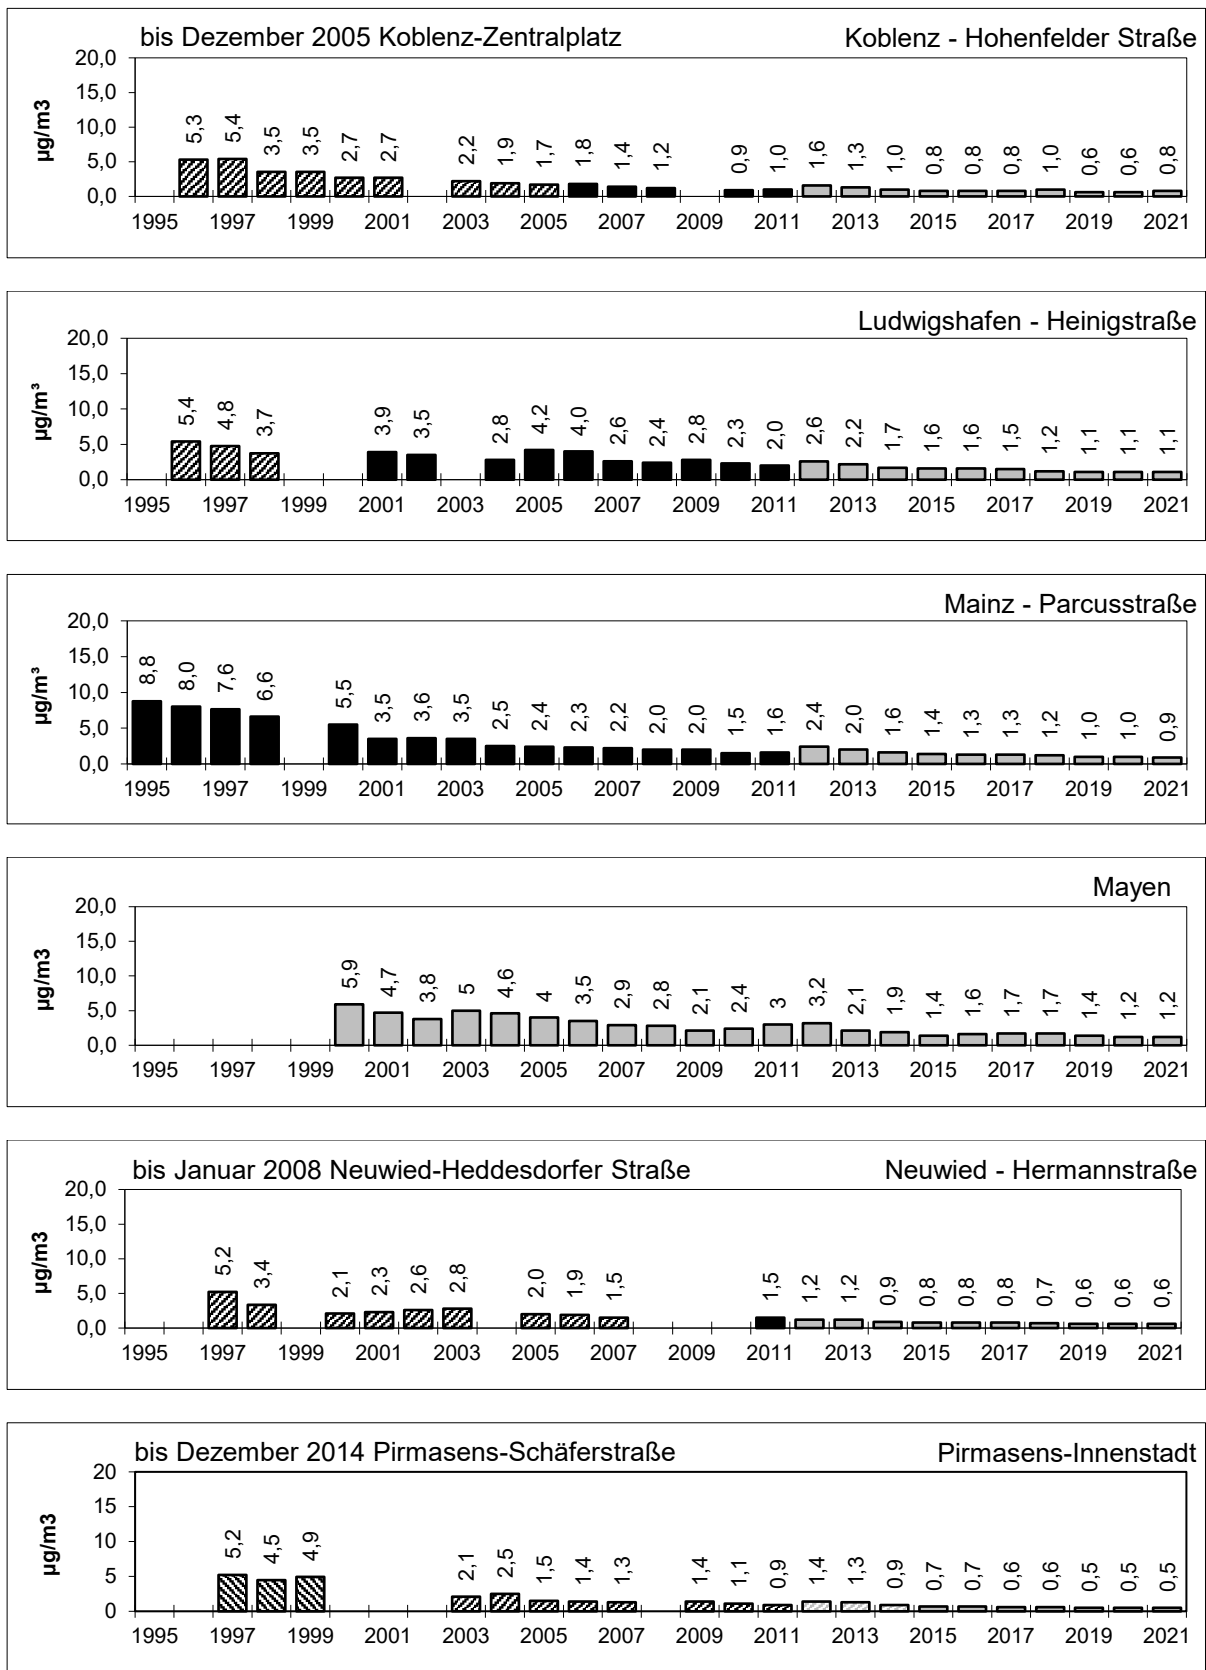 bis Dezember 2005 Koblenz-Zentralplatz Koblenz - Hohenfelder Straße
µg/m3
20,0
15,0
10,0
5,0
0,0
5,3 5,4 3,5 3,5 2,7 2,7 2,2 1,9 1,7 1,8 1,4 1,2 0,9 1,0 1,6 1,3 1,0 0,8 0,8 0,8 1,0 0,6 0,6 0,8
1995 1997 1999 2001 2003 2005 2007 2009 2011 2013 2015 2017 2019 2021
Ludwigshafen - Heinigstraße
µg/m³
20,0
15,0
10,0
5,0
0,0
5,4 4,8 3,7 3,9 3,5 2,8 4,2 4,0 2,6 2,4 2,8 2,3 2,0 2,6 2,2 1,7 1,6 1,6 1,5 1,2 1,1 1,1 1,1
1995 1997 1999 2001 2003 2005 2007 2009 2011 2013 2015 2017 2019 2021
Mainz - Parcusstraße
µg/m³
20,0
15,0
10,0
5,0
0,0
8,8 8,0 7,6 6,6 5,5 3,5 3,6 3,5 2,5 2,4 2,3 2,2 2,0 2,0 1,5 1,6 2,4 2,0 1,6 1,4 1,3 1,3 1,2 1,0 1,0 0,9
1995 1997 1999 2001 2003 2005 2007 2009 2011 2013 2015 2017 2019 2021
Mayen
µg/m3
20,0
15,0
10,0
5,0
0,0
5,9 4,7 3,8 5 4,6 4 3,5 2,9 2,8 2,1 2,4 3 3,2 2,1 1,9 1,4 1,6 1,7 1,7 1,4 1,2 1,2
1995 1997 1999 2001 2003 2005 2007 2009 2011 2013 2015 2017 2019 2021
bis Januar 2008 Neuwied-Heddesdorfer Straße Neuwied - Hermannstraße
µg/m3
20,0
15,0
10,0
5,0
0,0
5,2 3,4 2,1 2,3 2,6 2,8 2,0 1,9 1,5 1,5 1,2 1,2 0,9 0,8 0,8 0,8 0,7 0,6 0,6 0,6
1995 1997 1999 2001 2003 2005 2007 2009 2011 2013 2015 2017 2019 2021
bis Dezember 2014 Pirmasens-Schäferstraße Pirmasens-Innenstadt
µg/m3
20
15
10
5
0
5,2 4,5 4,9 2,1 2,5 1,5 1,4 1,3 1,4 1,1 0,9 1,4 1,3 0,9 0,7 0,7 0,6 0,6 0,5 0,5 0,5
1995 1997 1999 2001 2003 2005 2007 2009 2011 2013 2015 2017 2019 2021